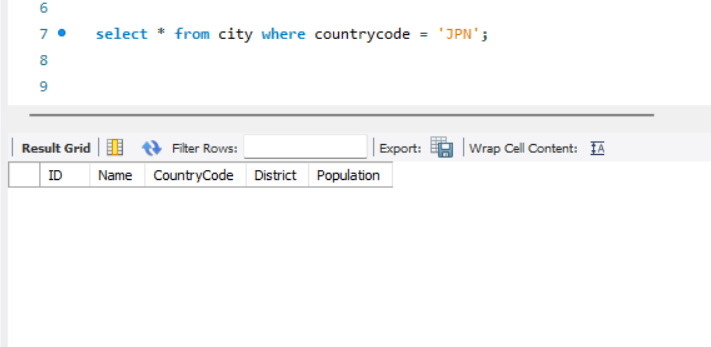 6
7 select * from city where countrycode = 'JPN';
8
9
Result Grid Filter Rows: Export: Wrap Cell Content: IA
ID Name CountryCode District Population